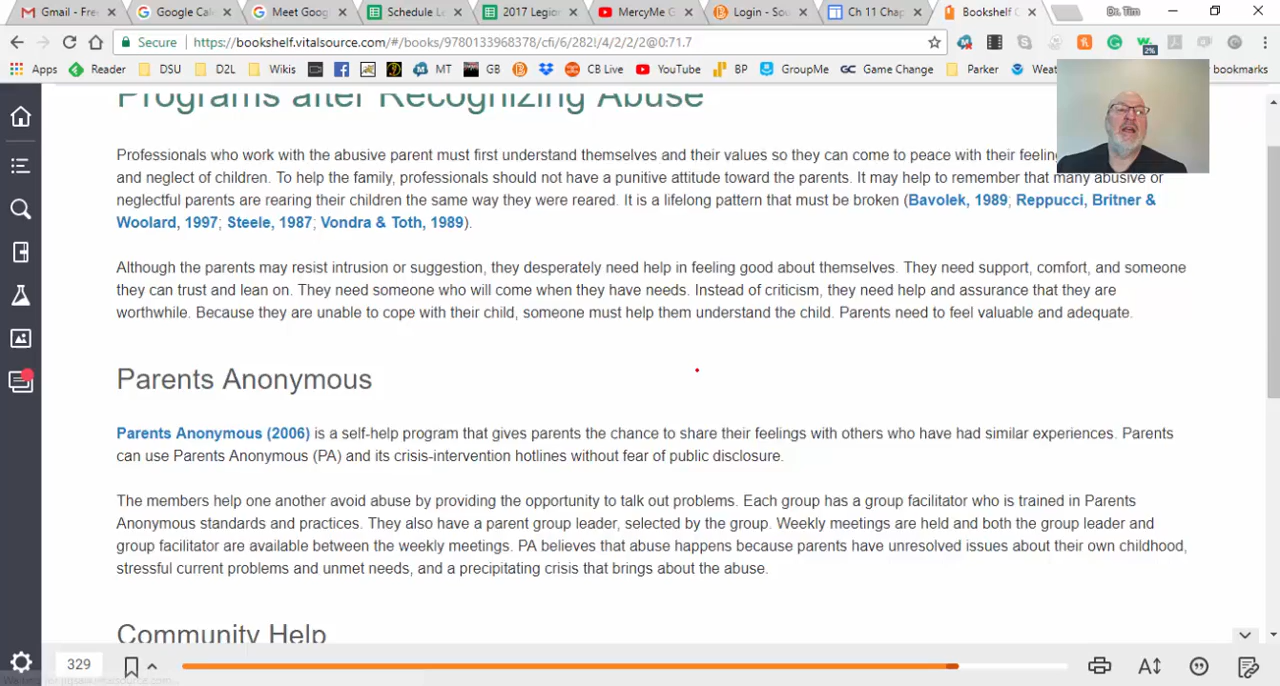 Gmail - Fre
Google Cal
Meet Goog
Schedule Le
2017 Legion
MercyMe G
Login - Sou
Ch 11 Chap
Bookshelf O
Dr. Tim
Secure
https://bookshelf.vitalsource.com/#/books/9780133968378/cfi/6/282!/4/2/2/2@0:71.7
2%
Apps
Reader
DSU
D2L
Wikis
MT
GB
CB Live
YouTube
BP
GroupMe
GC Game Change
Parker
Weat
bookmarks
Programs after Recognizing Abuse
Professionals who work with the abusive parent must first understand themselves and their values so they can come to peace with their feelin
and neglect of children. To help the family, professionals should not have a punitive attitude toward the parents. It may help to remember that many abusive or
neglectful parents are rearing their children the same way they were reared. It is a lifelong pattern that must be broken (Bavolek, 1989; Reppucci, Britner &
Woolard, 1997; Steele, 1987; Vondra & Toth, 1989).
Although the parents may resist intrusion or suggestion, they desperately need help in feeling good about themselves. They need support, comfort, and someone
they can trust and lean on. They need someone who will come when they have needs. Instead of criticism, they need help and assurance that they are
worthwhile. Because they are unable to cope with their child, someone must help them understand the child. Parents need to feel valuable and adequate.
Parents Anonymous
Parents Anonymous (2006) is a self-help program that gives parents the chance to share their feelings with others who have had similar experiences. Parents
can use Parents Anonymous (PA) and its crisis-intervention hotlines without fear of public disclosure.
The members help one another avoid abuse by providing the opportunity to talk out problems. Each group has a group facilitator who is trained in Parents
Anonymous standards and practices. They also have a parent group leader, selected by the group. Weekly meetings are held and both the group leader and
group facilitator are available between the weekly meetings. PA believes that abuse happens because parents have unresolved issues about their own childhood,
stressful current problems and unmet needs, and a precipitating crisis that brings about the abuse.
Community Help
329